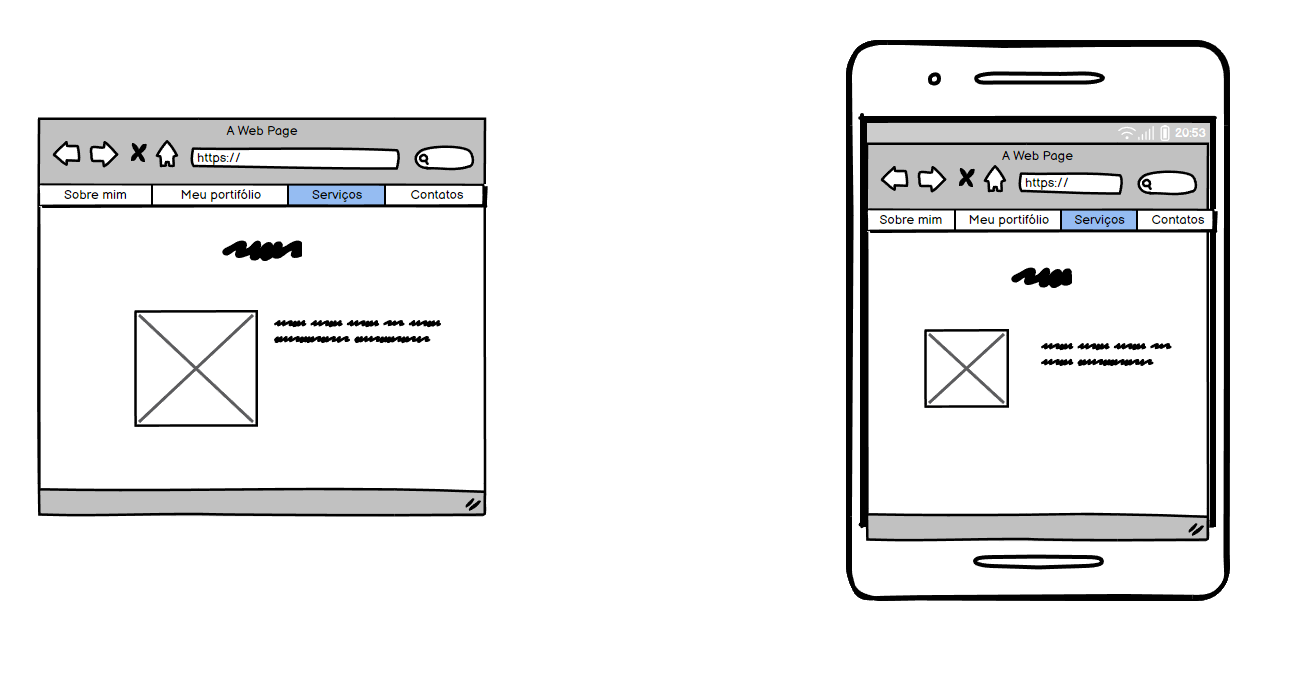 A Web Page
https://
Sobre mim Meu portifólio Serviços Contatos
20:53
A Web Page
https://
Sobre mim Meu portifólio Serviços Contatos